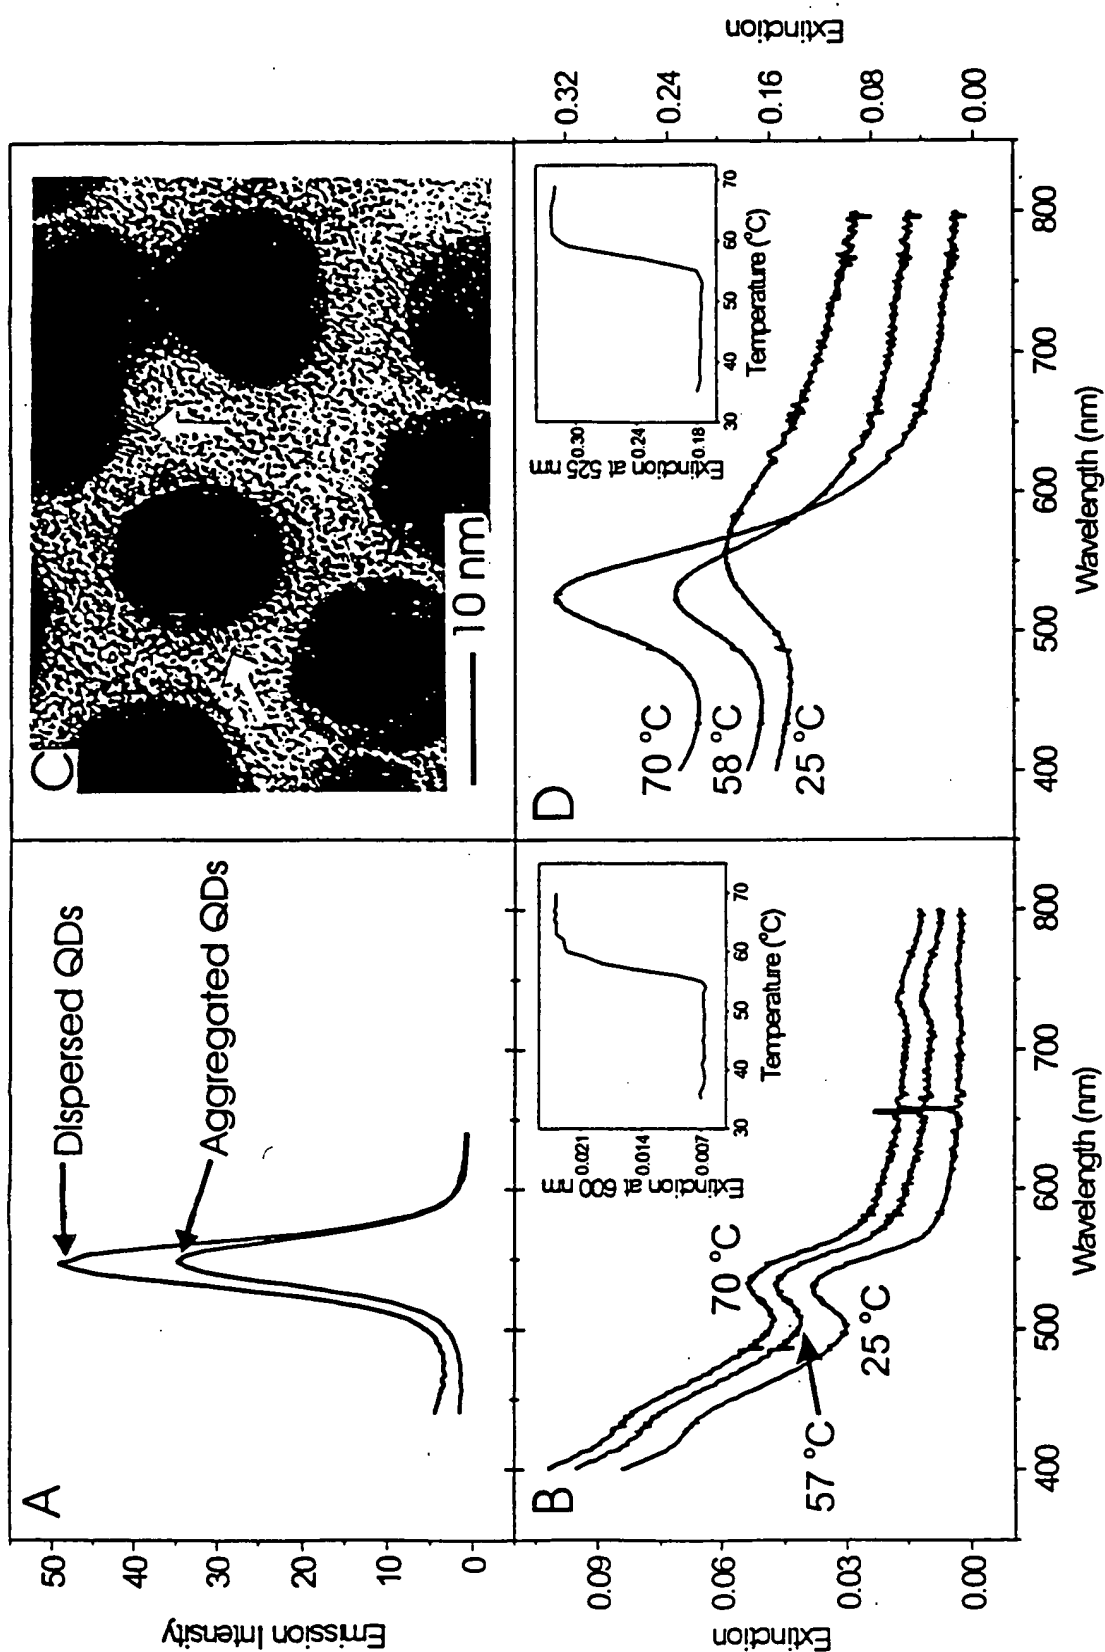 A
Dispersed QDs
Aggregated QDs
Emission Intensity
50
40
30
20
10
0
C
10 nm
B
70 °C
57 °C
25 °C
Extinction
0.09
0.06
0.03
0.00
400
500
600
700
800
Wavelength (nm)
Extinction at 600 nm
0.021
0.014
0.007
30
40
50
60
70
Temperature (°C)
D
70 °C
58 °C
25 °C
Extinction
0.32
0.24
0.16
0.08
0.00
400
500
600
700
800
Wavelength (nm)
Extinction at 525 nm
0.30
0.24
0.18
30
40
50
60
70
Temperature (°C)